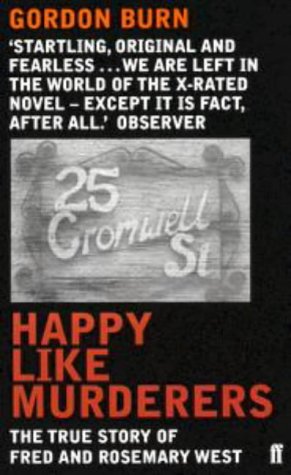 GORDON BURN
'STARTLING, ORIGINAL AND
FEARLESS ... WE ARE LEFT IN
THE WORLD OF THE X-RATED
NOVEL – EXCEPT IT IS FACT,
AFTER ALL.' OBSERVER
25
Cromwell
St
HAPPY
LIKE
MURDERERS
THE TRUE STORY OF
FRED AND ROSEMARY WEST
ff